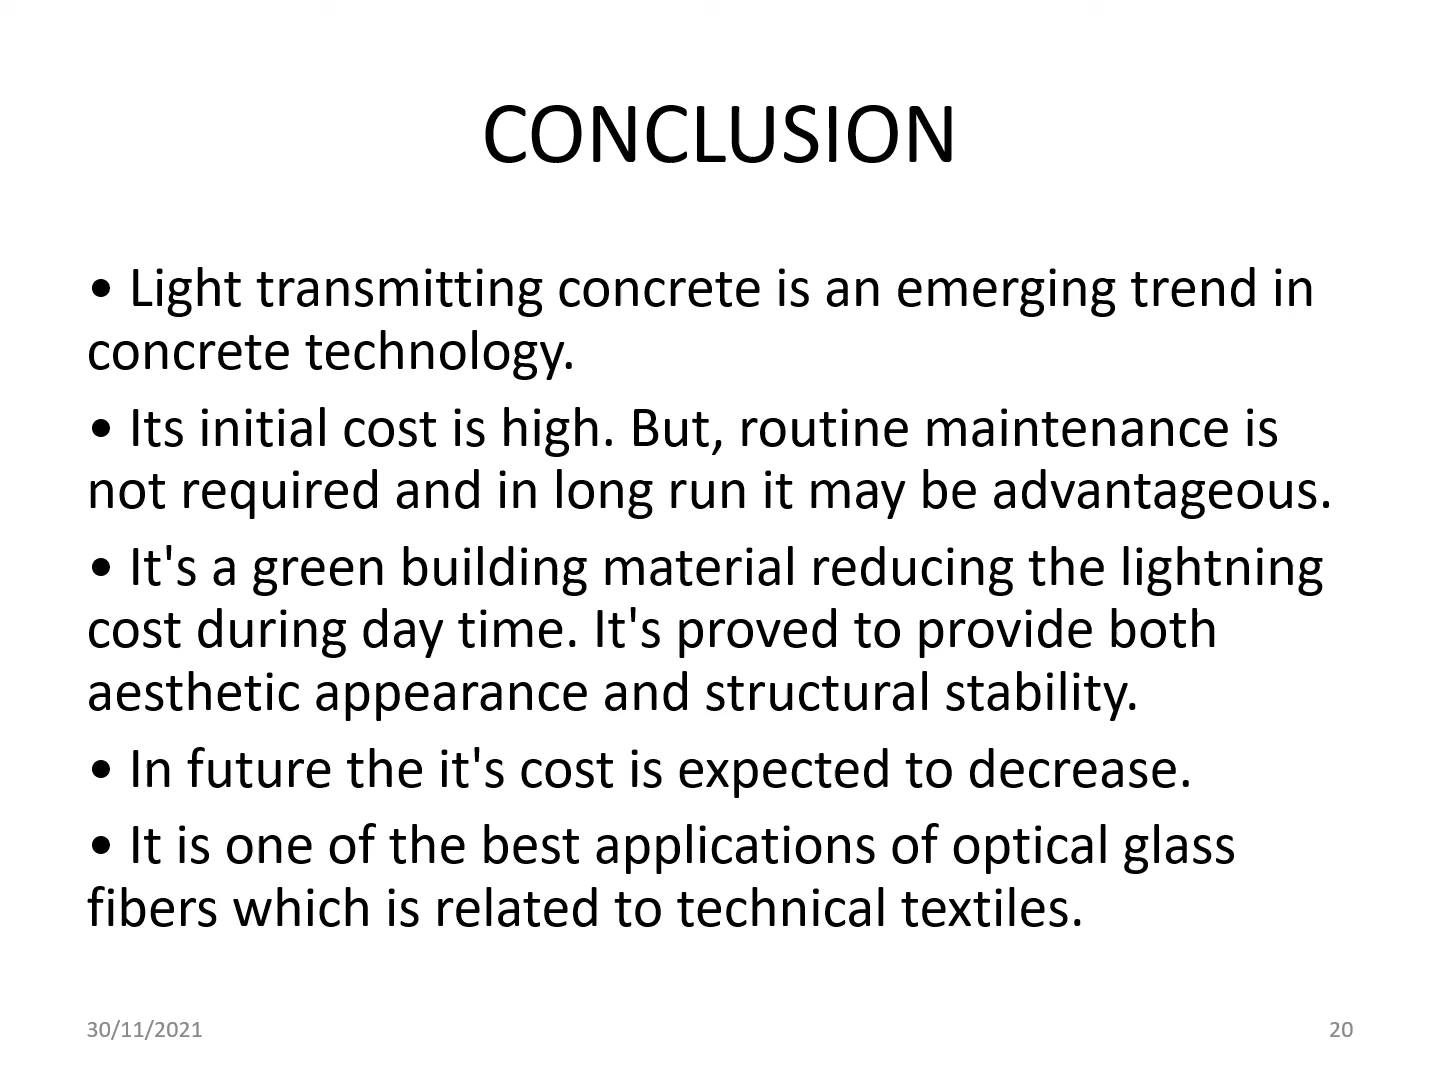 CONCLUSION
• Light transmitting concrete is an emerging trend in
concrete technology.
• Its initial cost is high. But, routine maintenance is
not required and in long run it may be advantageous.
• It's a green building material reducing the lightning
cost during day time. It's proved to provide both
aesthetic appearance and structural stability.
• In future the it's cost is expected to decrease.
• It is one of the best applications of optical glass
fibers which is related to technical textiles.
30/11/2021
20